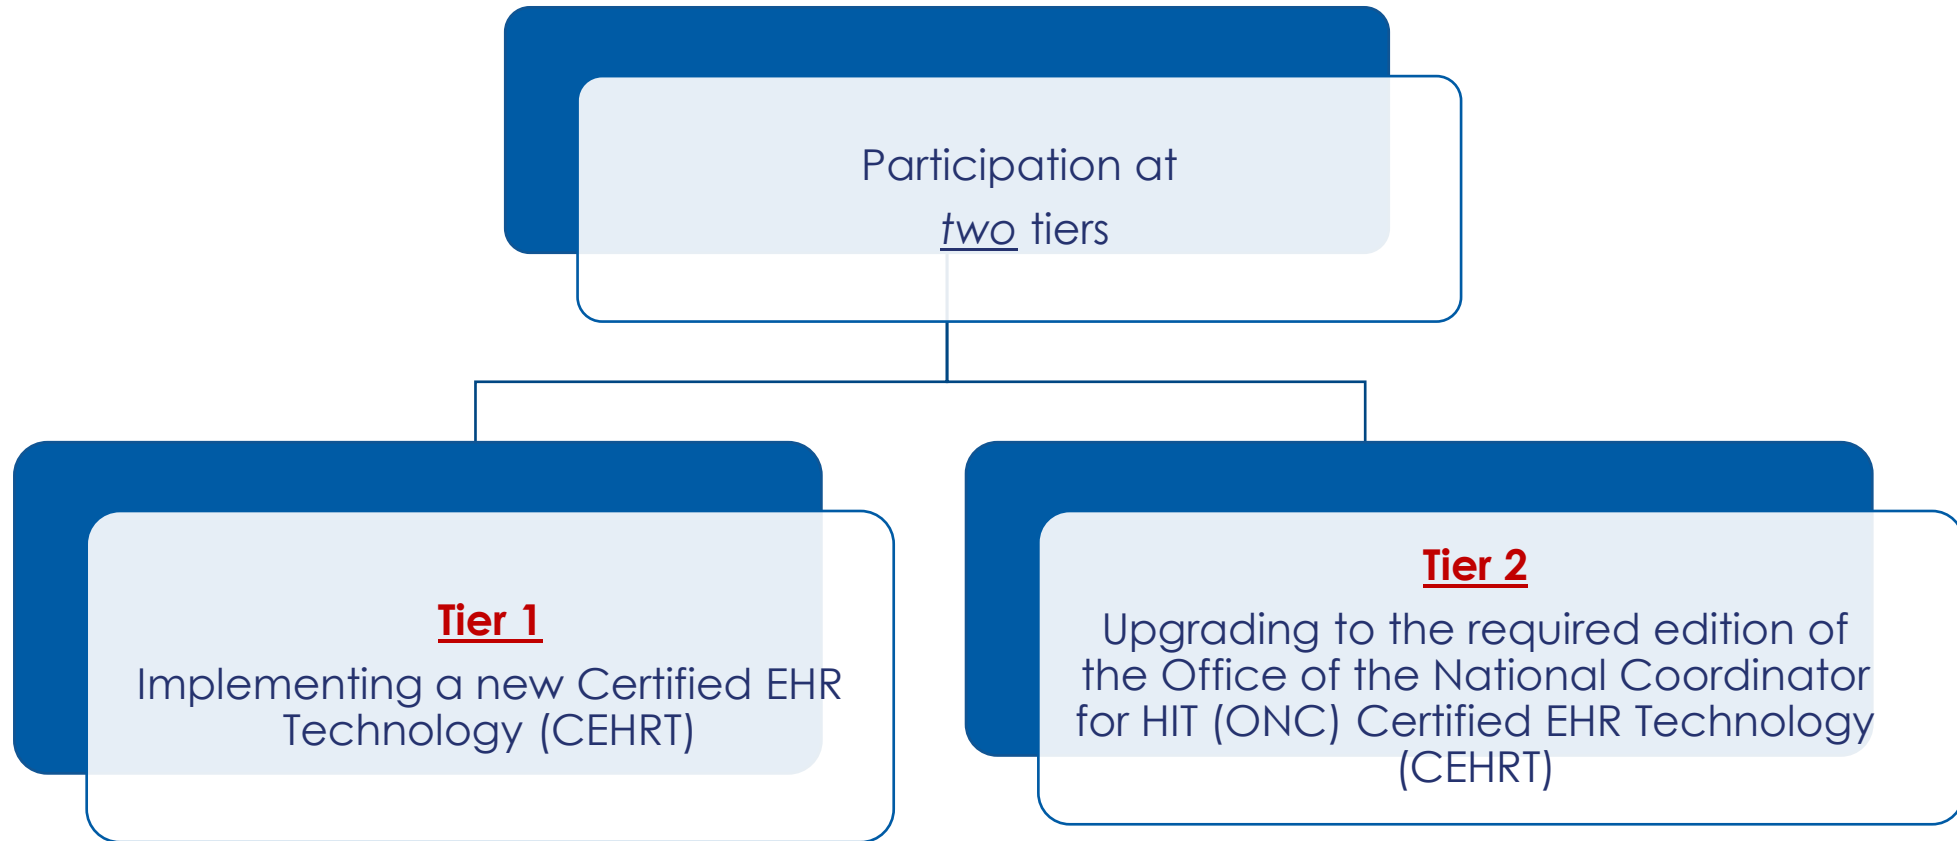 Participation at
two tiers
Tier 1
Implementing a new Certified EHR
Technology (CEHRT)
Tier 2
Upgrading to the required edition of
the Office of the National Coordinator
for HIT (ONC) Certified EHR Technology
(CEHRT)